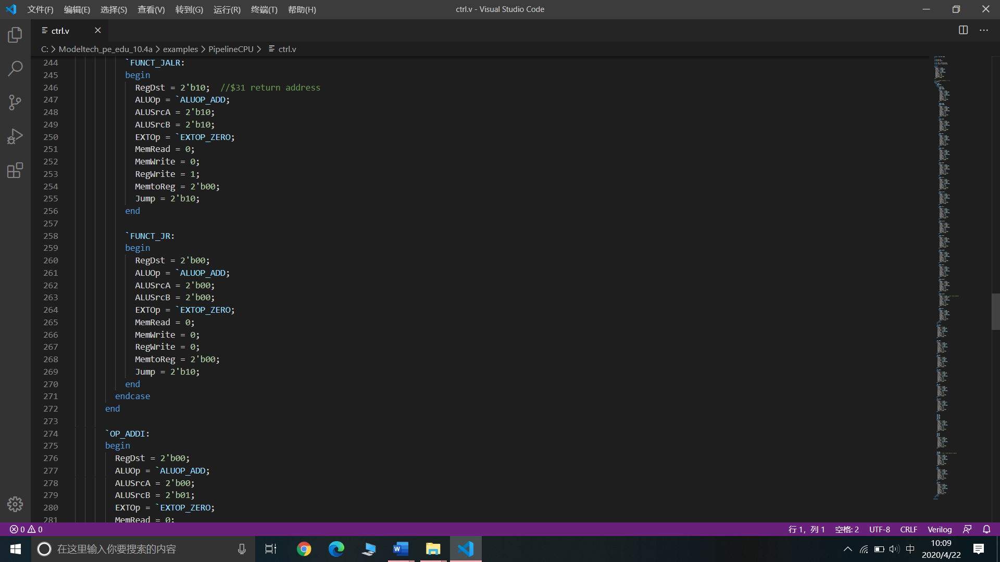 文件(F) 编辑(E) 选择(S) 查看(V) 转到(G) 运行(R) 终端(T) 帮助(H) ctrl.v - Visual Studio Code
ctrl.v
C: > Modeltech_pe_edu_10.4a > examples > PipelineCPU > ctrl.v
244 `FUNCT_JALR:
245 begin
246 RegDst = 2'b10; //$31 return address
247 ALUOp = `ALUOP_ADD;
248 ALUSrcA = 2'b10;
249 ALUSrcB = 2'b10;
250 EXTOp = `EXTOP_ZERO;
251 MemRead = 0;
252 MemWrite = 0;
253 RegWrite = 1;
254 MemtoReg = 2'b00;
255 Jump = 2'b10;
256 end
257
258 `FUNCT_JR:
259 begin
260 RegDst = 2'b00;
261 ALUOp = `ALUOP_ADD;
262 ALUSrcA = 2'b00;
263 ALUSrcB = 2'b00;
264 EXTOp = `EXTOP_ZERO;
265 MemRead = 0;
266 MemWrite = 0;
267 RegWrite = 0;
268 MemtoReg = 2'b00;
269 Jump = 2'b10;
270 end
271 endcase
272 end
273
274 `OP_ADDI:
275 begin
276 RegDst = 2'b00;
277 ALUOp = `ALUOP_ADD;
278 ALUSrcA = 2'b00;
279 ALUSrcB = 2'b01;
280 EXTOp = `EXTOP_ZERO;
281 MemRead = 0;
0 0 行 1，列 1 空格: 2 UTF-8 CRLF Verilog
在这里输入你要搜索的内容 中 10:09
2020/4/22